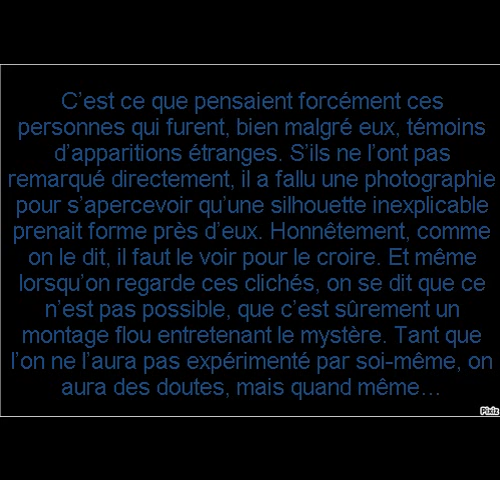 C’est ce que pensaient forcément ces
personnes qui furent, bien malgré eux, témoins
d’apparitions étranges. S’ils ne l’ont pas
remarqué directement, il a fallu une photographie
pour s’apercevoir qu’une silhouette inexplicable
prenait forme près d’eux. Honnêtement, comme
on le dit, il faut le voir pour le croire. Et même
lorsqu’on regarde ces clichés, on se dit que ce
n’est pas possible, que c’est sûrement un
montage flou entretenant le mystère. Tant que
l’on ne l’aura pas expérimenté par soi-même, on
aura des doutes, mais quand même…
Pixiz